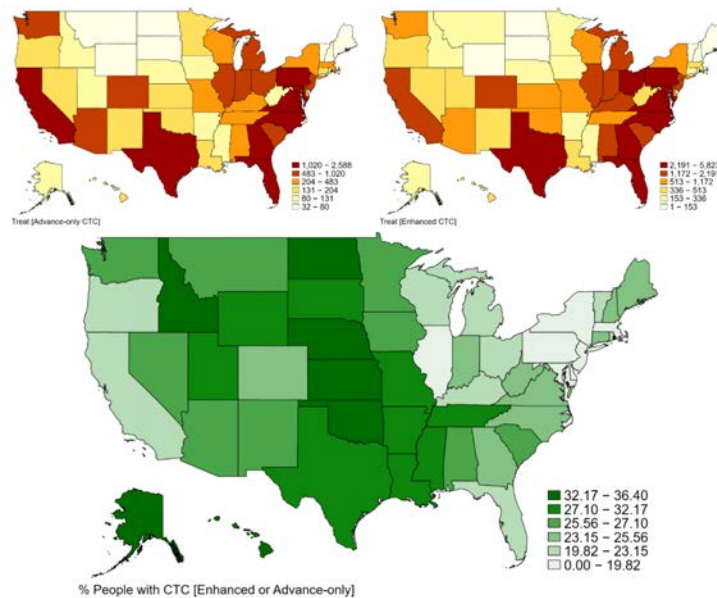 1,020 – 2,588
483 – 1,020
204 – 483
131 – 204
80 – 131
32 – 80
Treat [Advance-only CTC]
2,191 – 5,823
1,172 – 2,191
513 – 1,172
336 – 513
153 – 336
1 – 153
Treat [Enhanced CTC]
32.17 – 36.40
27.10 – 32.17
25.56 – 27.10
23.15 – 25.56
19.82 – 23.15
0.00 – 19.82
% People with CTC [Enhanced or Advance-only]